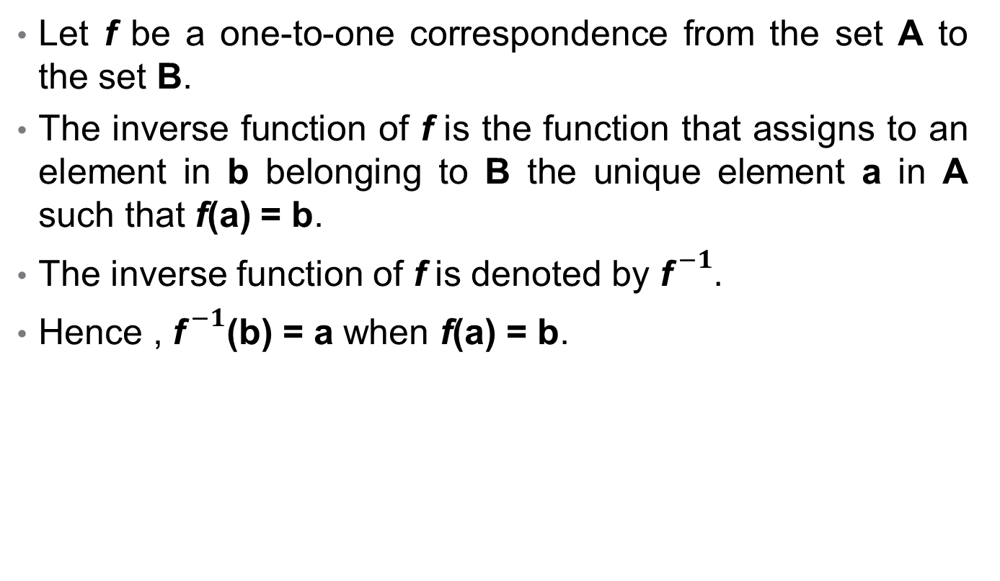 • Let f be a one-to-one correspondence from the set A to
the set B.
• The inverse function of f is the function that assigns to an
element in b belonging to B the unique element a in A
such that f(a) = b.
• The inverse function of f is denoted by f⁻¹.
• Hence , f⁻¹(b) = a when f(a) = b.